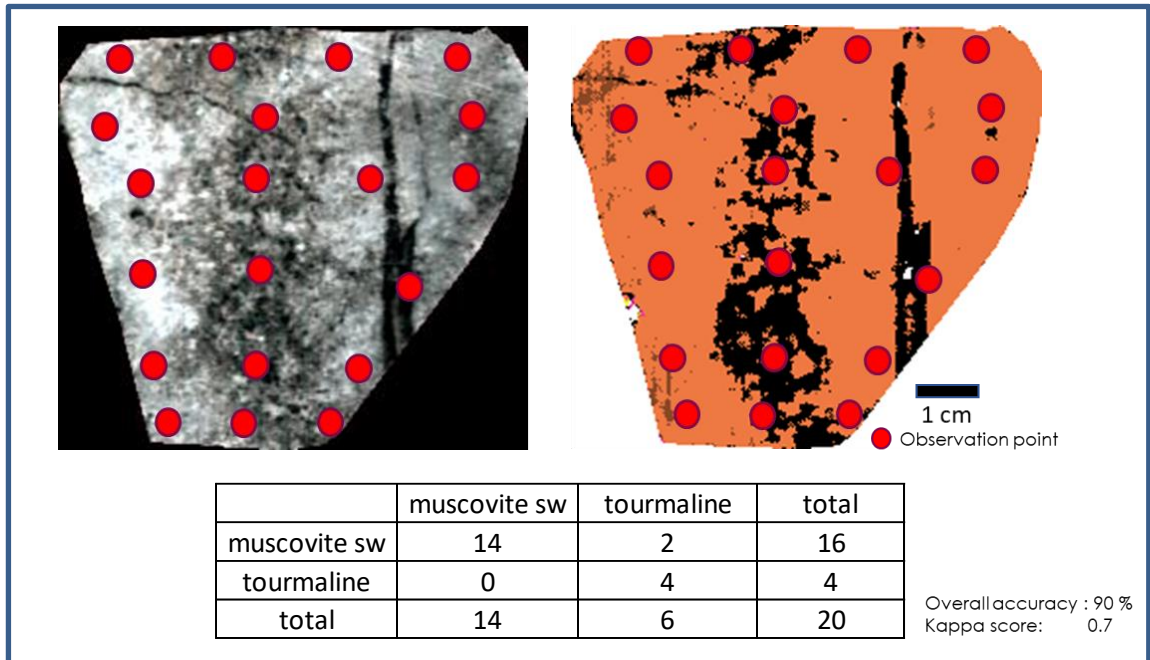 1 cm
Observation point
muscovite sw tourmaline total
muscovite sw 14 2 16
tourmaline 0 4 4
total 14 6 20
Overall accuracy : 90 %
Kappa score: 0.7